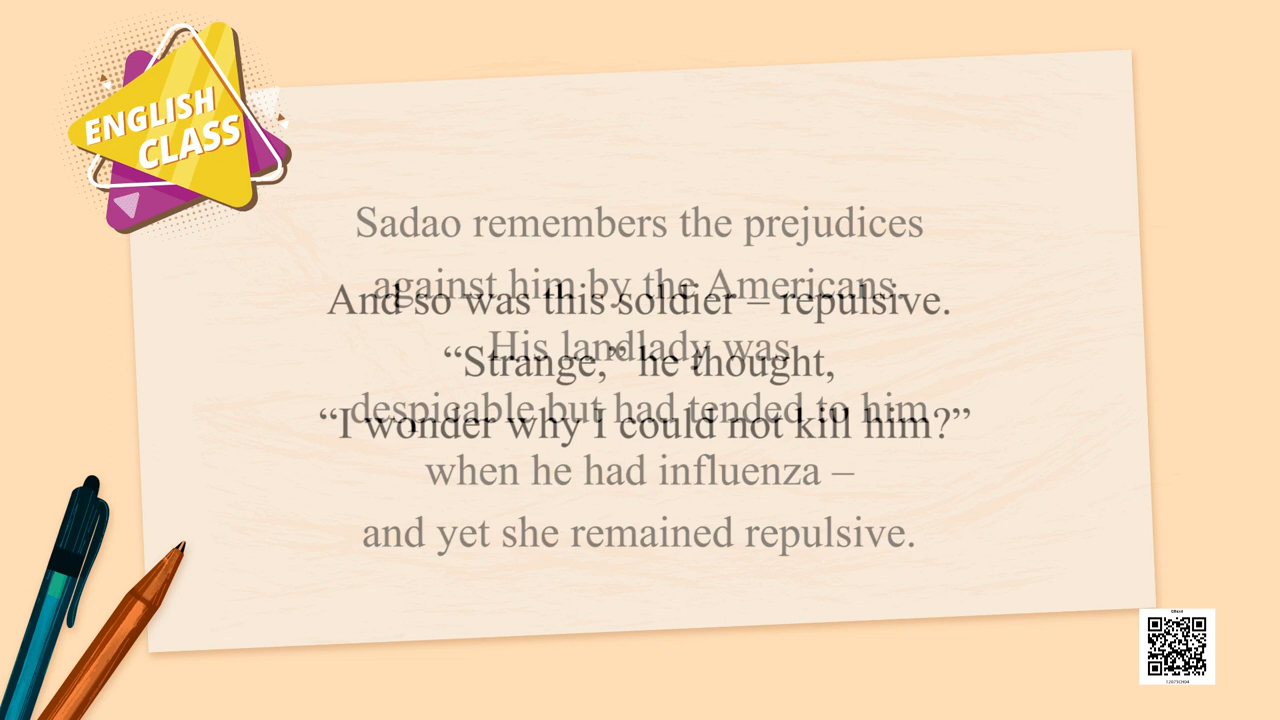 ENGLISH
CLASS
Sadao remembers the prejudices
against him by the Americans.
His landlady was
despicable but had tended to him
when he had influenza –
and yet she remained repulsive.
And so was this soldier – repulsive.
“Strange,” he thought,
“I wonder why I could not kill him?”